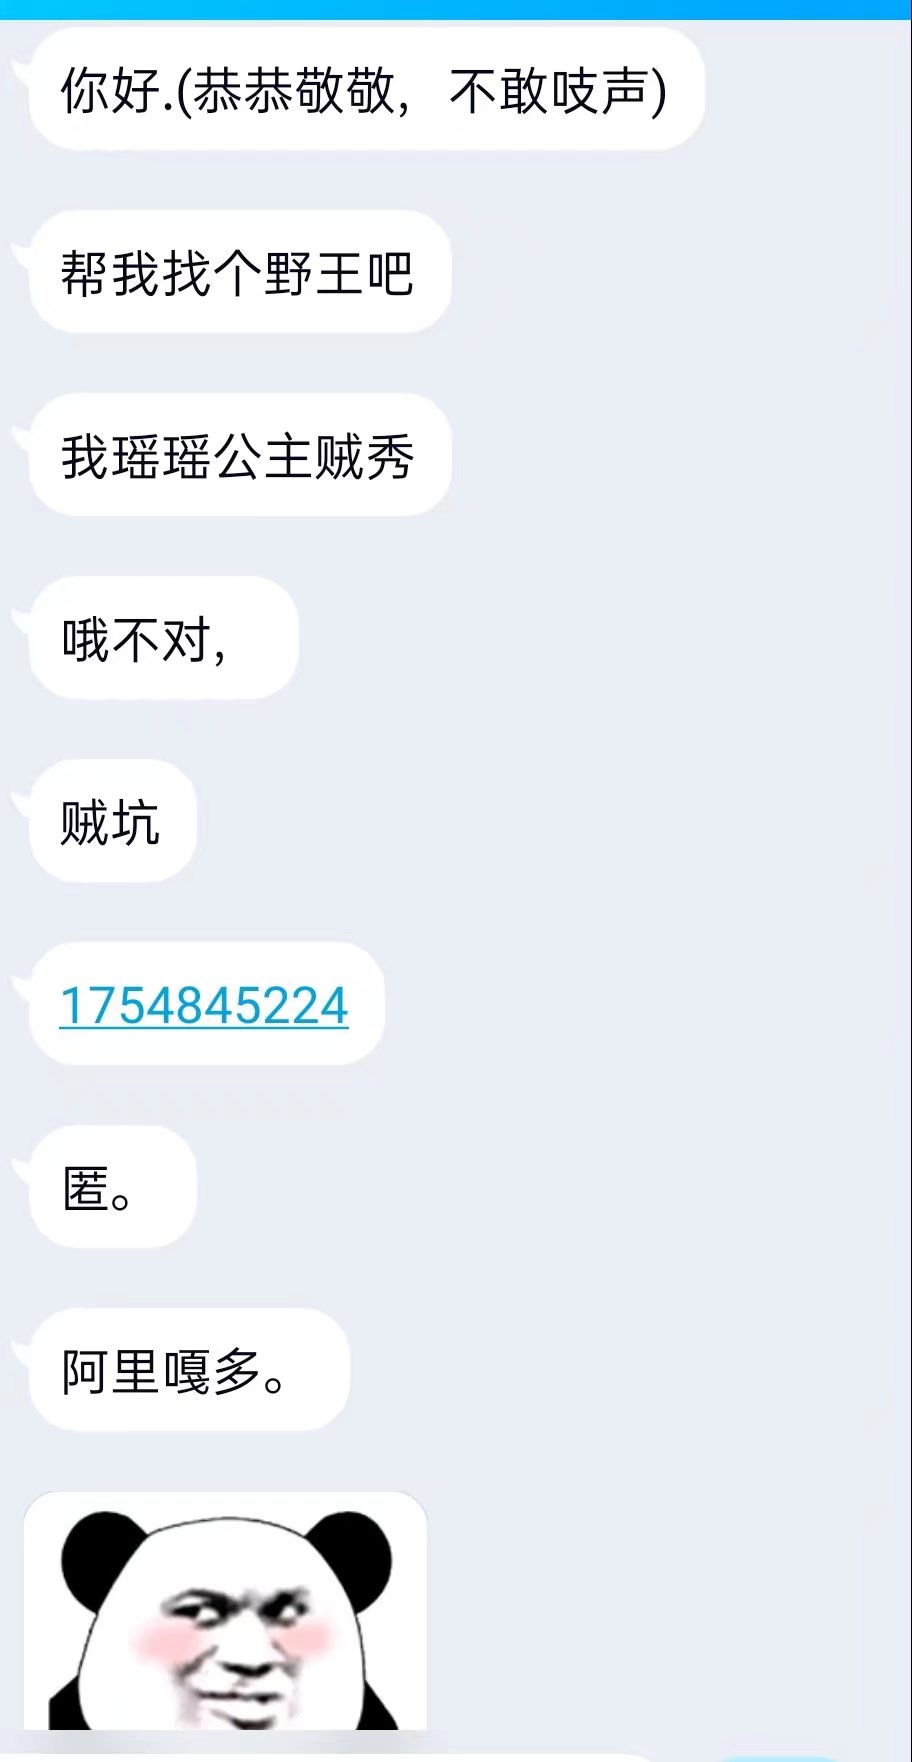 你好.(恭恭敬敬，不敢吱声)
帮我找个野王吧
我瑶瑶公主贼秀
哦不对，
贼坑
1754845224
匿。
阿里嘎多。